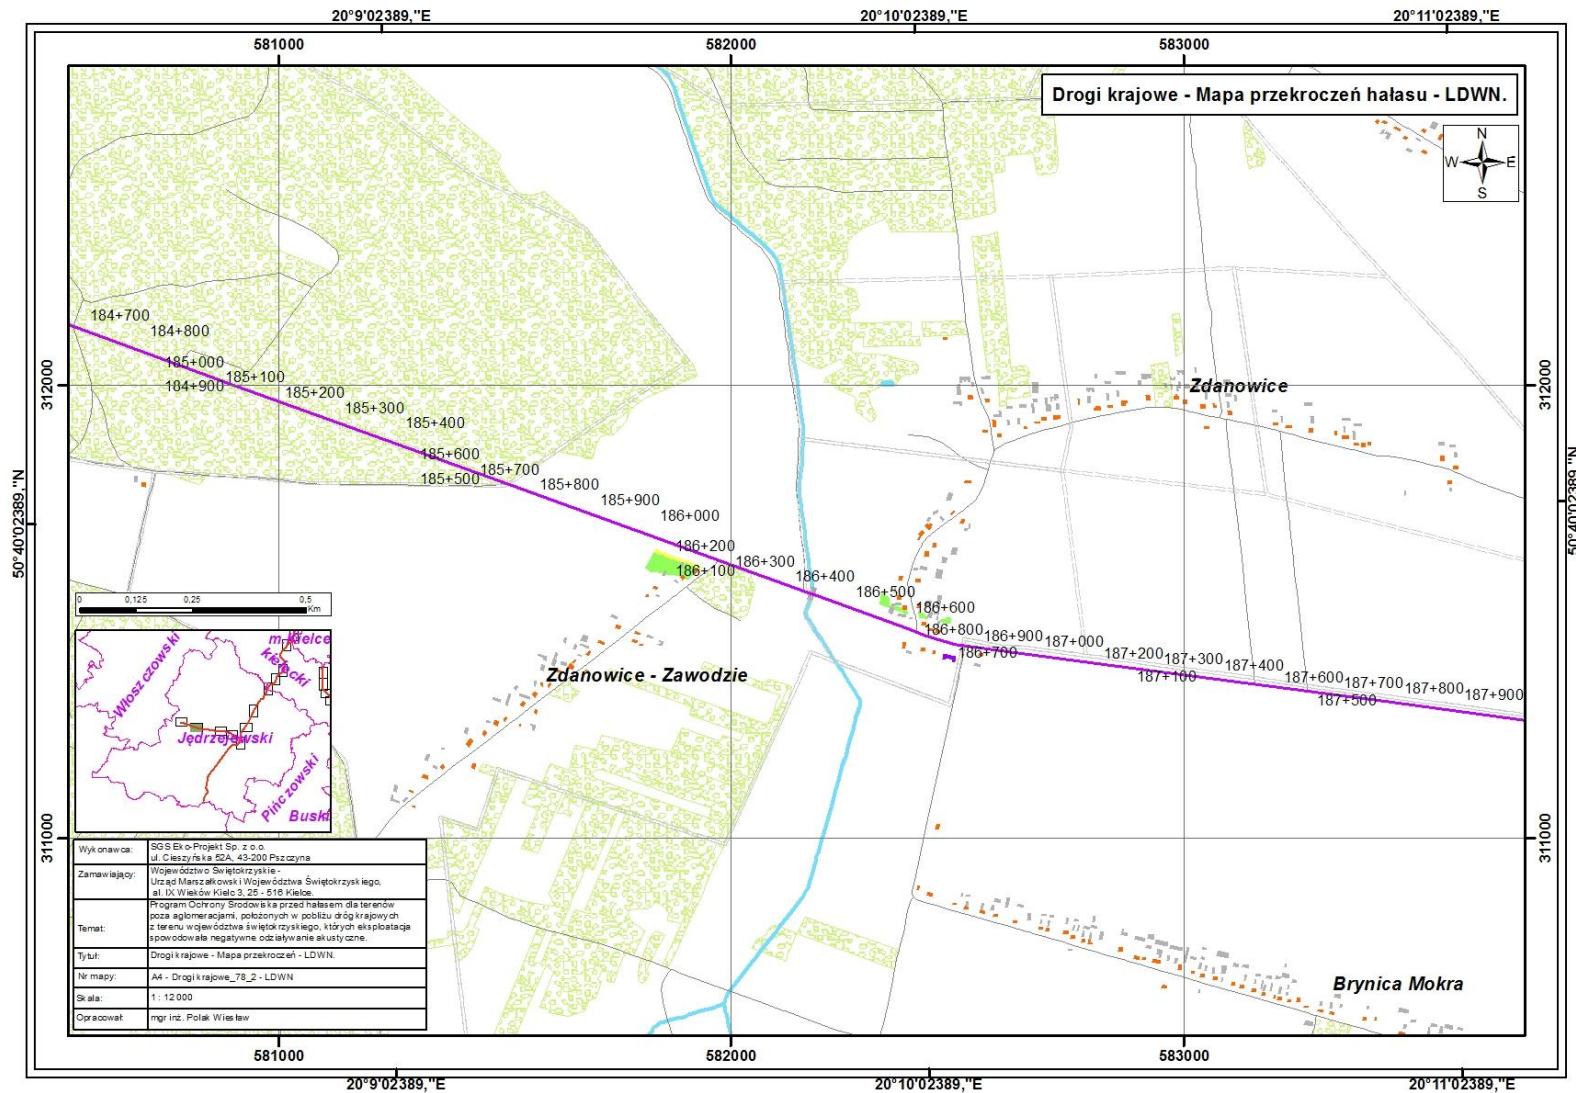 20°9'02389,"E
20°10'02389,"E
20°11'02389,"E
581000
582000
583000
Drogi krajowe - Mapa przekroczeń hałasu - LDWN.
N
W
E
S
184+700
184+800
185+000
184+900
185+100
185+200
185+300
185+400
185+600
185+500
185+700
185+800
185+900
186+000
186+200
186+100
186+300
186+400
186+500
186+600
186+800
186+700
186+900
187+000
187+200
187+100
187+300
187+400
187+600
187+500
187+700
187+800
187+900
312000
312000
Zdanowice
50°40'02389,"N
50°40'02389,"N
Zdanowice - Zawodzie
0
0,125
0,25
0,5
Km
m. Kielce
kielecki
Włoszczowski
Jędrzejowski
Pińczowski
Buski
311000
311000
Brynica Mokra
Wykonawca:
SGS Eko-Projekt Sp. z o.o.
ul. Cieszyńska 52A, 43-200 Pszczyna
Zamawiający:
Województwo Świętokrzyskie -
Urząd Marszałkowski Województwa Świętokrzyskiego,
al. IX Wieków Kielc 3, 25 - 516 Kielce.
Temat:
Program Ochrony Środowiska przed hałasem dla terenów
poza aglomeracjami, położonych w pobliżu dróg krajowych
z terenu województwa świętokrzyskiego, których eksploatacja
spowodowała negatywne odziaływanie akustyczne.
Tytuł:
Drogi krajowe - Mapa przekroczeń - LDWN.
Nr mapy:
A4 - Drogi krajowe_78_2 - LDWN
Skala:
1 : 12 000
Opracował:
mgr inż. Polak Wiesław
581000
582000
583000
20°9'02389,"E
20°10'02389,"E
20°11'02389,"E